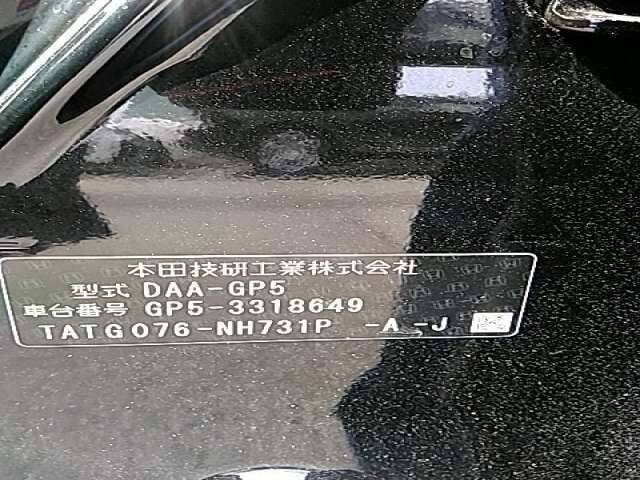 本田技研工業株式会社
型式 DAA-GP5
車台番号 GP5-3318649
TATG076-NH731P -A -J